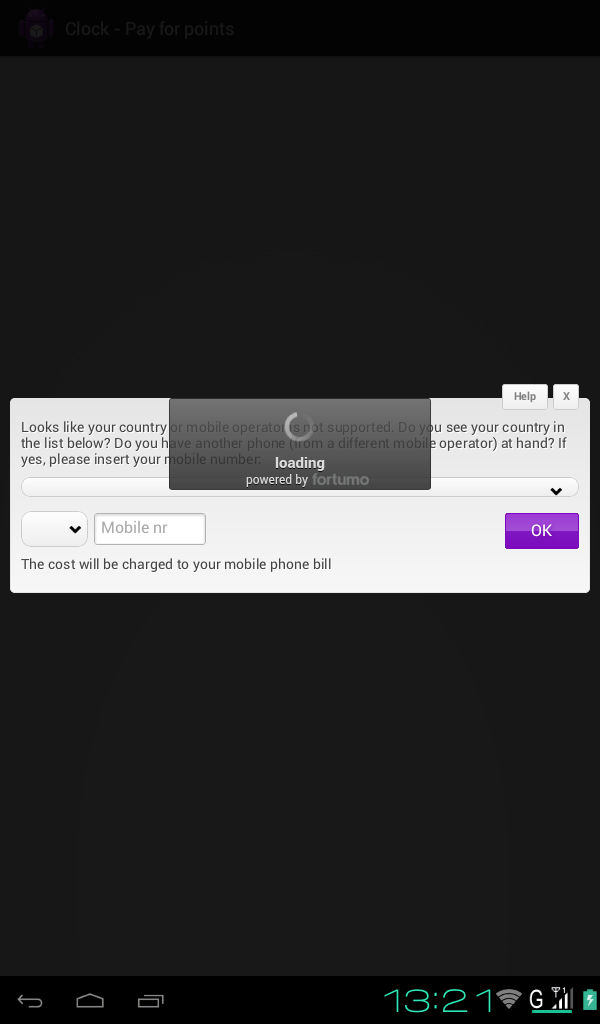 Clock - Pay for points
Help
X
Looks like your country or mobile operator is not supported. Do you see your country in
the list below? Do you have another phone (from a different mobile operator) at hand? If
yes, please insert your mobile number:
loading
powered by fortumo
Mobile nr
OK
The cost will be charged to your mobile phone bill
13:21
G
1